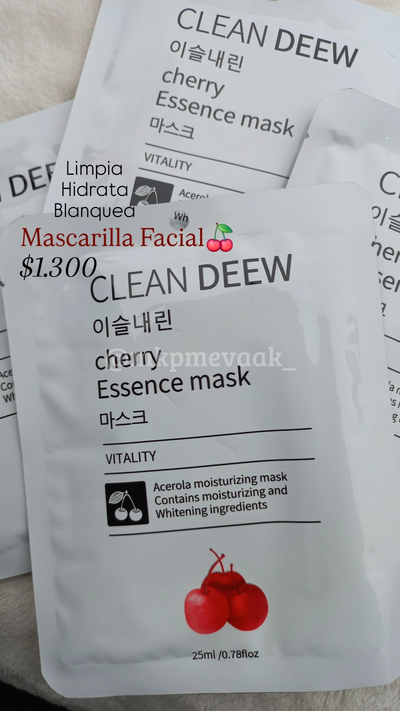 CLEAN DEEW
이슬내린
cherry
Essence mask
마스크
VITALITY
Limpia
Hidrata
Blanquea
Mascarilla Facial🍒
$1.300
CLEAN DEEW
이슬내린
cherry
Essence mask
마스크
VITALITY
Acerola moisturizing mask
Contains moisturizing and
Whitening ingredients
25ml /0.78floz